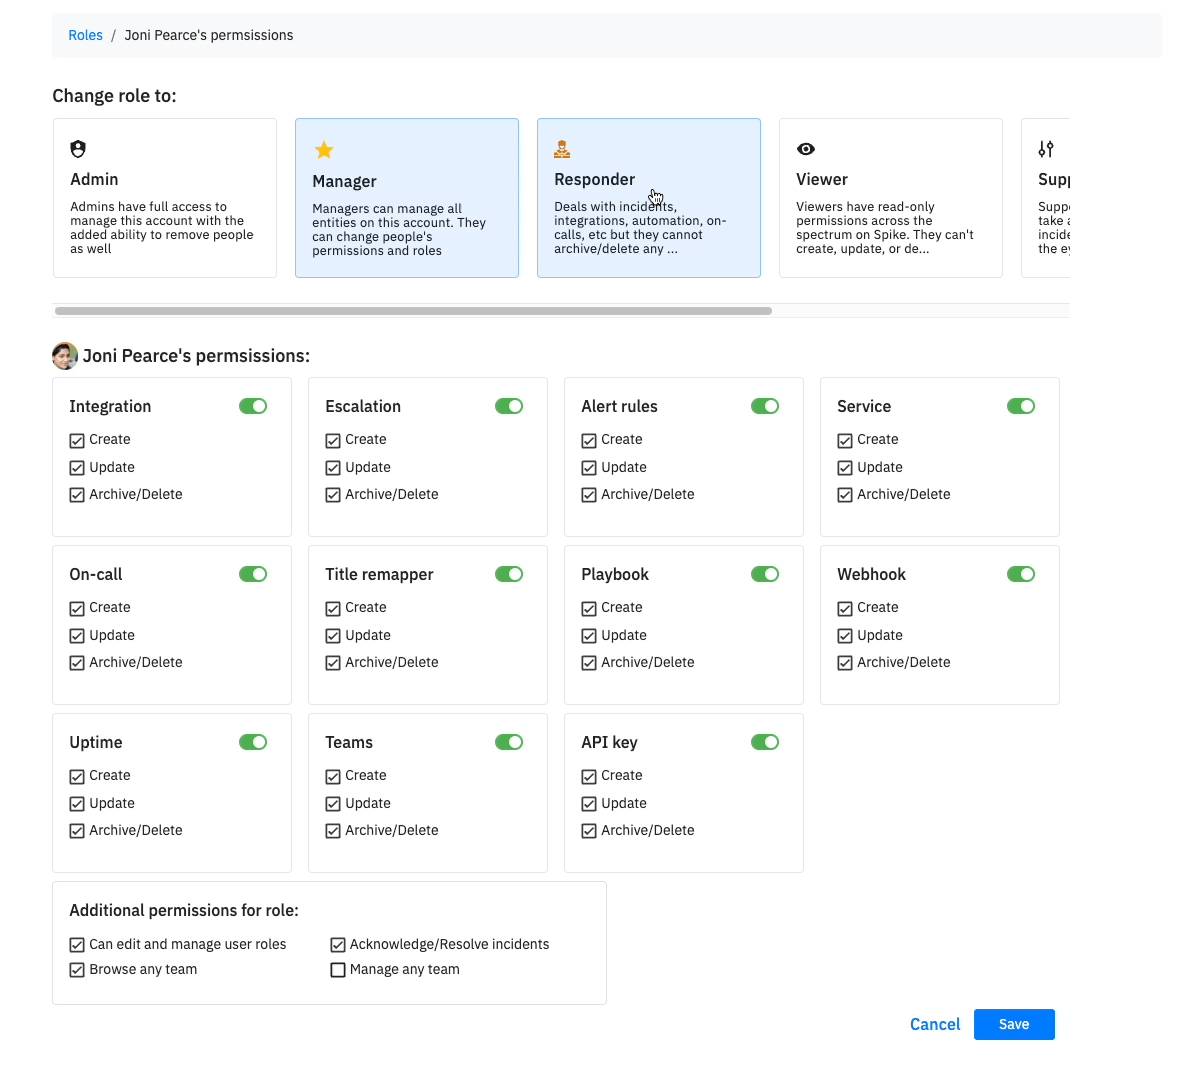 Roles / Joni Pearce's permsissions
Change role to:
Admin
Admins have full access to
manage this account with the
added ability to remove people
as well
Manager
Managers can manage all
entities on this account. They
can change people's
permissions and roles
Responder
Deals with incidents,
integrations, automation, on-
calls, etc but they cannot
archive/delete any ...
Viewer
Viewers have read-only
permissions across the
spectrum on Spike. They can't
create, update, or de...
Supp
Suppo
take a
incide
the ey
Joni Pearce's permsissions:
Integration
Create
Update
Archive/Delete
Escalation
Create
Update
Archive/Delete
Alert rules
Create
Update
Archive/Delete
Service
Create
Update
Archive/Delete
On-call
Create
Update
Archive/Delete
Title remapper
Create
Update
Archive/Delete
Playbook
Create
Update
Archive/Delete
Webhook
Create
Update
Archive/Delete
Uptime
Create
Update
Archive/Delete
Teams
Create
Update
Archive/Delete
API key
Create
Update
Archive/Delete
Additional permissions for role:
Can edit and manage user roles
Acknowledge/Resolve incidents
Browse any team
Manage any team
Cancel
Save